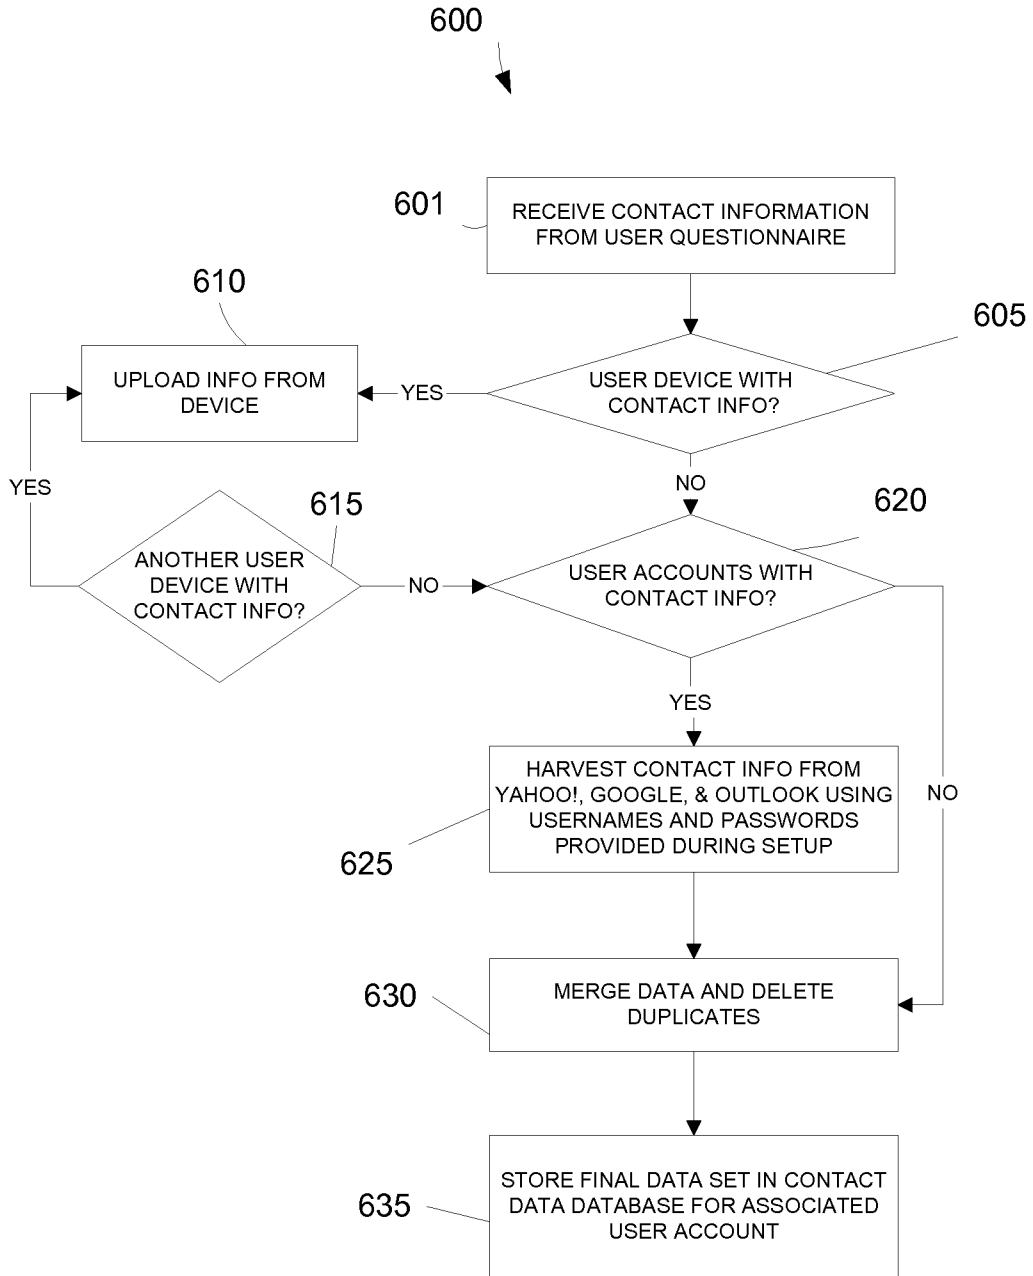 600
601
RECEIVE CONTACT INFORMATION
FROM USER QUESTIONNAIRE
610
605
UPLOAD INFO FROM
DEVICE
YES
USER DEVICE WITH
CONTACT INFO?
YES
NO
615
620
ANOTHER USER
DEVICE WITH
CONTACT INFO?
NO
USER ACCOUNTS WITH
CONTACT INFO?
YES
NO
HARVEST CONTACT INFO FROM
YAHOO!, GOOGLE, & OUTLOOK USING
USERNAMES AND PASSWORDS
PROVIDED DURING SETUP
625
630
MERGE DATA AND DELETE
DUPLICATES
635
STORE FINAL DATA SET IN CONTACT
DATA DATABASE FOR ASSOCIATED
USER ACCOUNT